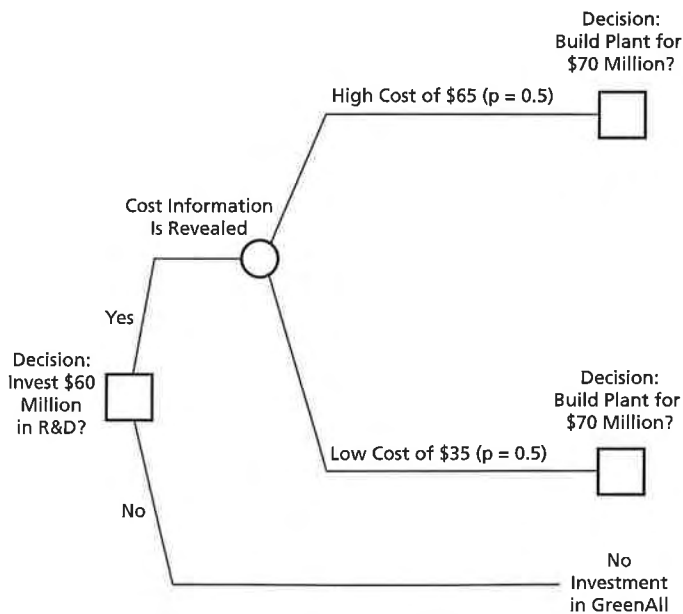 Decision:
Build Plant for
$70 Million?
High Cost of $65 (p = 0.5)
Cost Information
Is Revealed
Yes
Decision:
Invest $60
Million
in R&D?
Decision:
Build Plant for
$70 Million?
Low Cost of $35 (p = 0.5)
No
No
Investment
in GreenAll